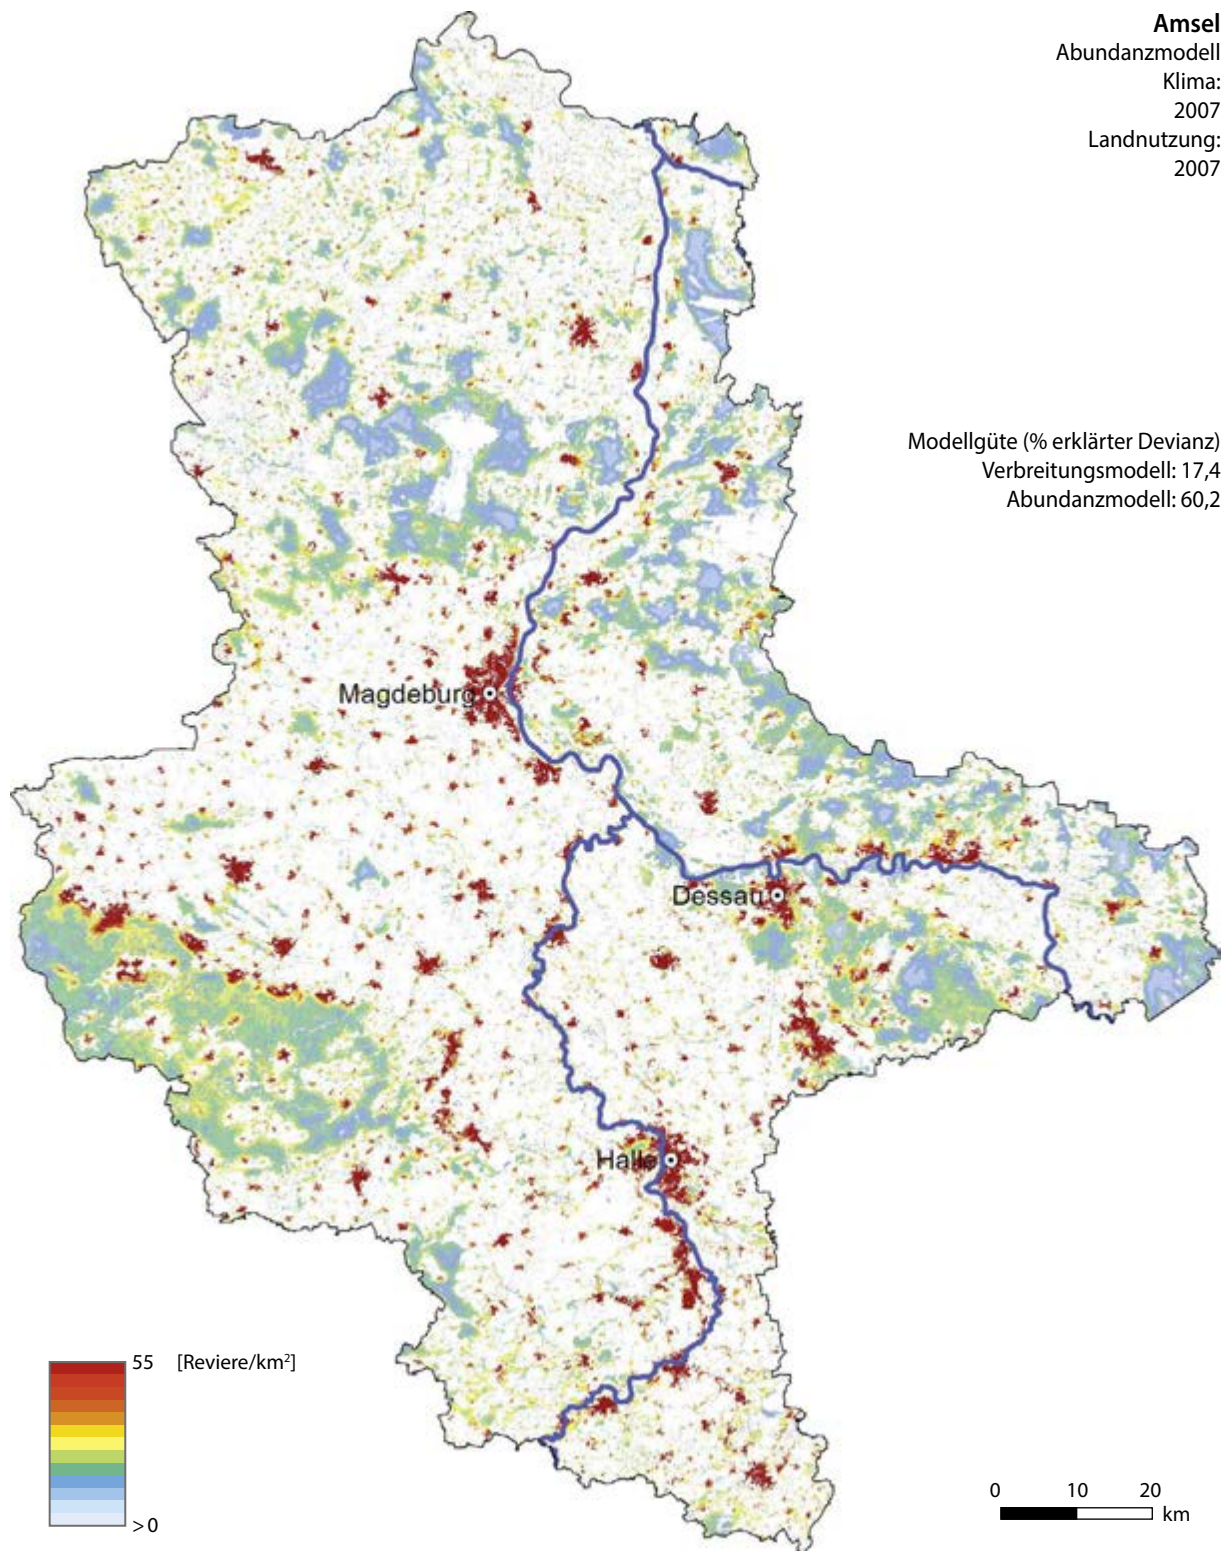 Amsel
Abundanzmodell
Klima:
2007
Landnutzung:
2007
Modellgüte (% erklärter Devianz)
Verbreitungsmodell: 17,4
Abundanzmodell: 60,2
Magdeburg
Dessau
Halle
55 [Reviere/km²]
>0
0 10 20
km